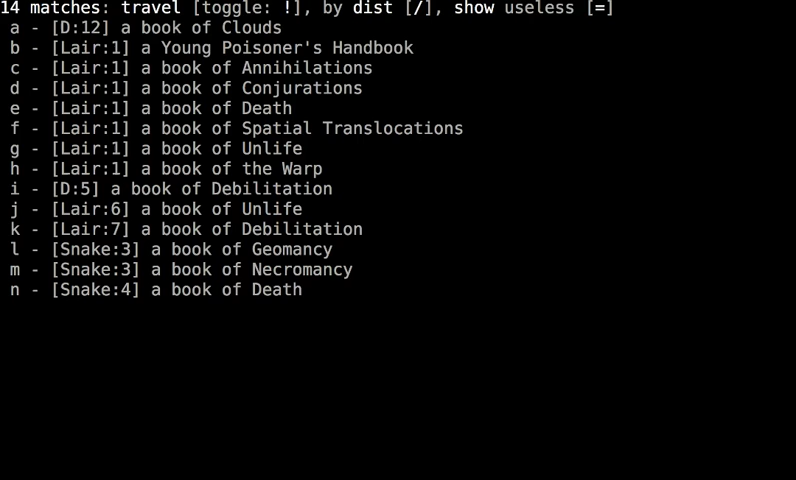 14 matches: travel [toggle: !], by dist [/], show useless [=]
a - [D:12] a book of Clouds
b - [Lair:1] a Young Poisoner's Handbook
c - [Lair:1] a book of Annihilations
d - [Lair:1] a book of Conjurations
e - [Lair:1] a book of Death
f - [Lair:1] a book of Spatial Translocations
g - [Lair:1] a book of Unlife
h - [Lair:1] a book of the Warp
i - [D:5] a book of Debilitation
j - [Lair:6] a book of Unlife
k - [Lair:7] a book of Debilitation
l - [Snake:3] a book of Geomancy
m - [Snake:3] a book of Necromancy
n - [Snake:4] a book of Death